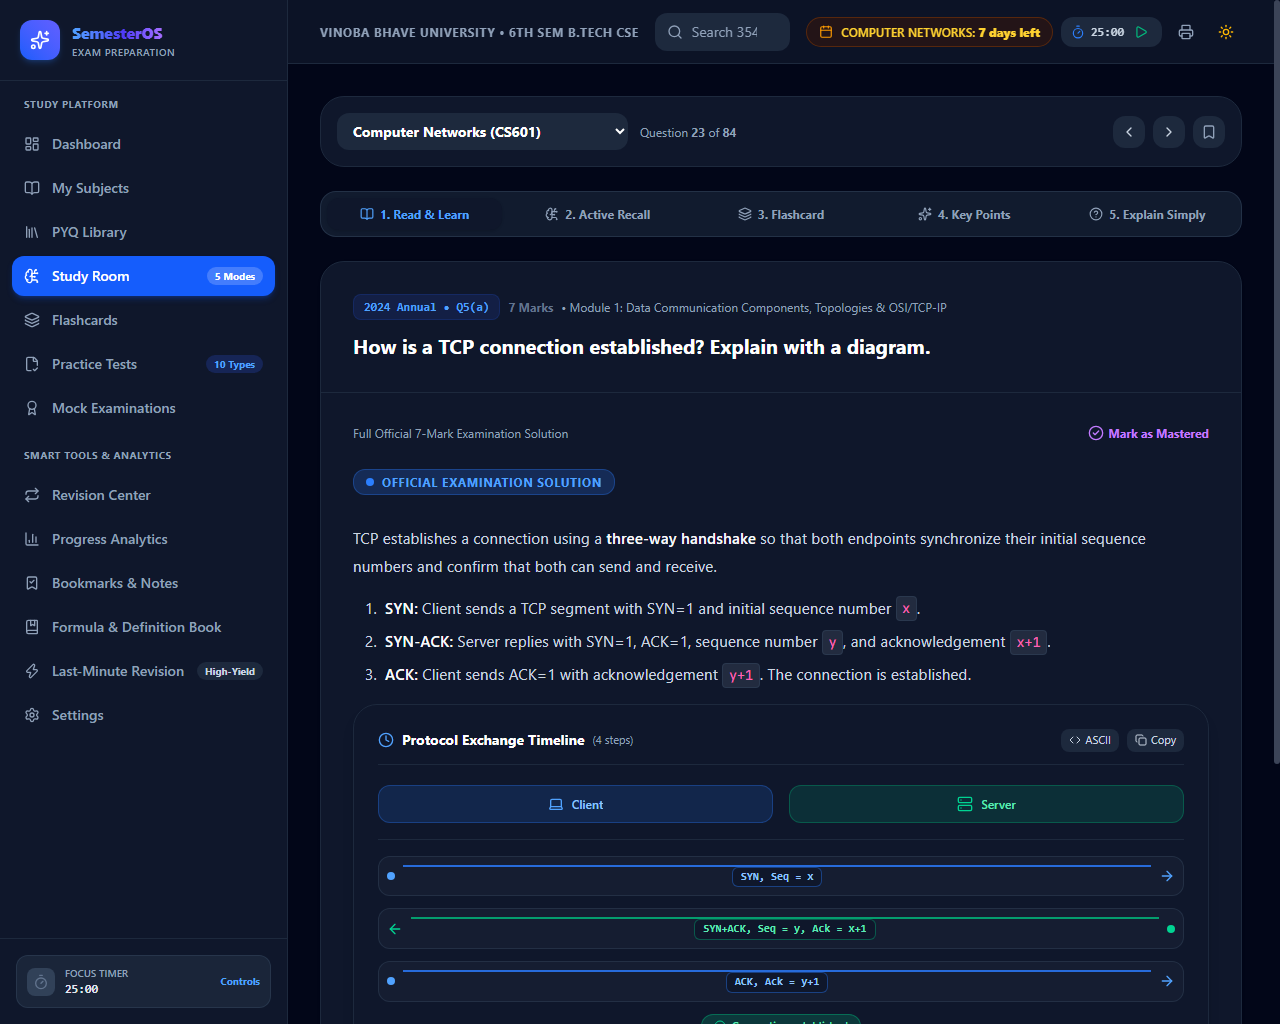 SemesterOS
EXAM PREPARATION
STUDY PLATFORM
Dashboard
My Subjects
PYQ Library
Study Room 5 Modes
Flashcards
Practice Tests 10 Types
Mock Examinations
SMART TOOLS & ANALYTICS
Revision Center
Progress Analytics
Bookmarks & Notes
Formula & Definition Book
Last-Minute Revision High-Yield
Settings
FOCUS TIMER
25:00
Controls
VINOBA BHAVE UNIVERSITY • 6TH SEM B.TECH CSE
Search 354
COMPUTER NETWORKS: 7 days left
25:00
Computer Networks (CS601)
Question 23 of 84
1. Read & Learn
2. Active Recall
3. Flashcard
4. Key Points
5. Explain Simply
2024 Annual • Q5(a) 7 Marks • Module 1: Data Communication Components, Topologies & OSI/TCP-IP
How is a TCP connection established? Explain with a diagram.
Full Official 7-Mark Examination Solution
Mark as Mastered
OFFICIAL EXAMINATION SOLUTION
TCP establishes a connection using a three-way handshake so that both endpoints synchronize their initial sequence
numbers and confirm that both can send and receive.
1. SYN: Client sends a TCP segment with SYN=1 and initial sequence number x.
2. SYN-ACK: Server replies with SYN=1, ACK=1, sequence number y, and acknowledgement x+1.
3. ACK: Client sends ACK=1 with acknowledgement y+1. The connection is established.
Protocol Exchange Timeline (4 steps)
ASCII
Copy
Client
Server
SYN, Seq = x
SYN+ACK, Seq = y, Ack = x+1
ACK, Ack = y+1